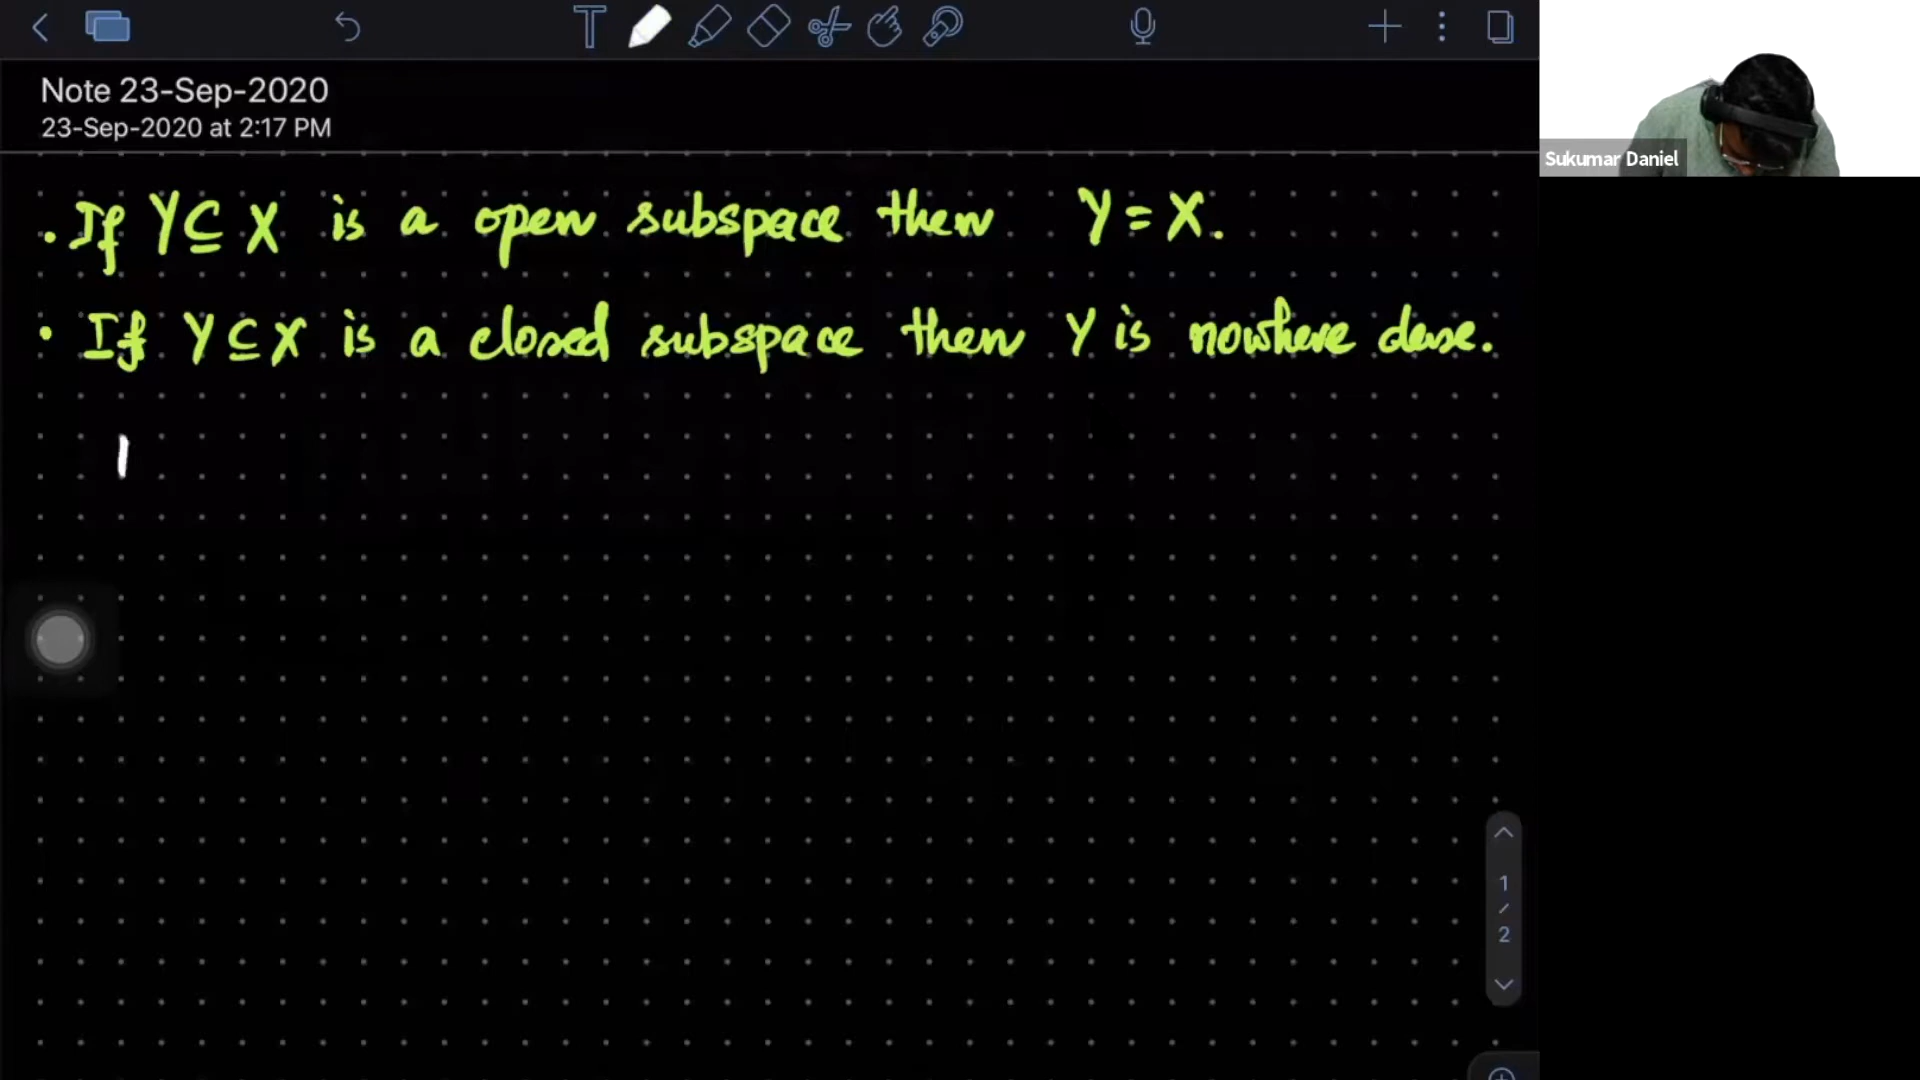 Note 23-Sep-2020
23-Sep-2020 at 2:17 PM
Sukumar Daniel
. If Y ⊆ X is a open subspace then Y = X.
• If Y ⊆ X is a closed subspace then Y is nowhere dense.
1
/
2